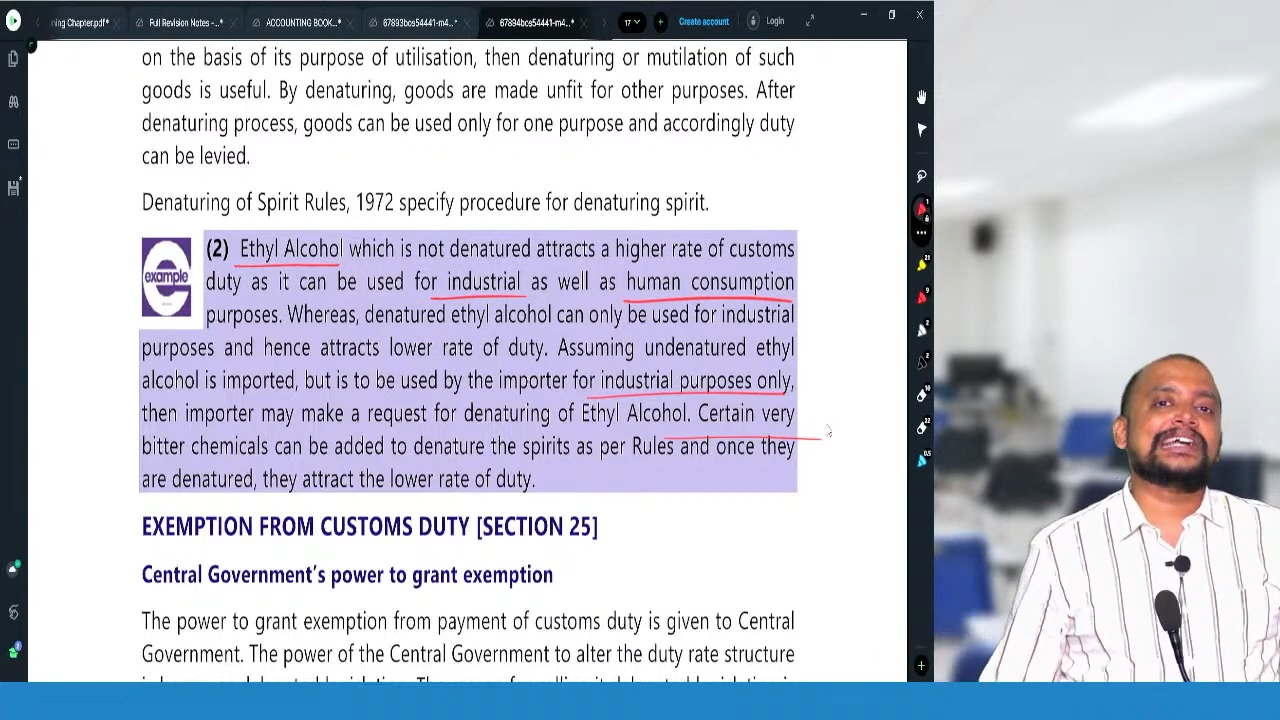 ining Chapter.pdf*
Full Revision Notes -...*
ACCOUNTING BOOK...*
67893bcs54441-m4...*
67894bcs54441-m4...*
17
Create account
Login
on the basis of its purpose of utilisation, then denaturing or mutilation of such
goods is useful. By denaturing, goods are made unfit for other purposes. After
denaturing process, goods can be used only for one purpose and accordingly duty
can be levied.
Denaturing of Spirit Rules, 1972 specify procedure for denaturing spirit.
example
(2) Ethyl Alcohol which is not denatured attracts a higher rate of customs
duty as it can be used for industrial as well as human consumption
purposes. Whereas, denatured ethyl alcohol can only be used for industrial
purposes and hence attracts lower rate of duty. Assuming undenatured ethyl
alcohol is imported, but is to be used by the importer for industrial purposes only,
then importer may make a request for denaturing of Ethyl Alcohol. Certain very
bitter chemicals can be added to denature the spirits as per Rules and once they
are denatured, they attract the lower rate of duty.
EXEMPTION FROM CUSTOMS DUTY [SECTION 25]
Central Government's power to grant exemption
The power to grant exemption from payment of customs duty is given to Central
Government. The power of the Central Government to alter the duty rate structure